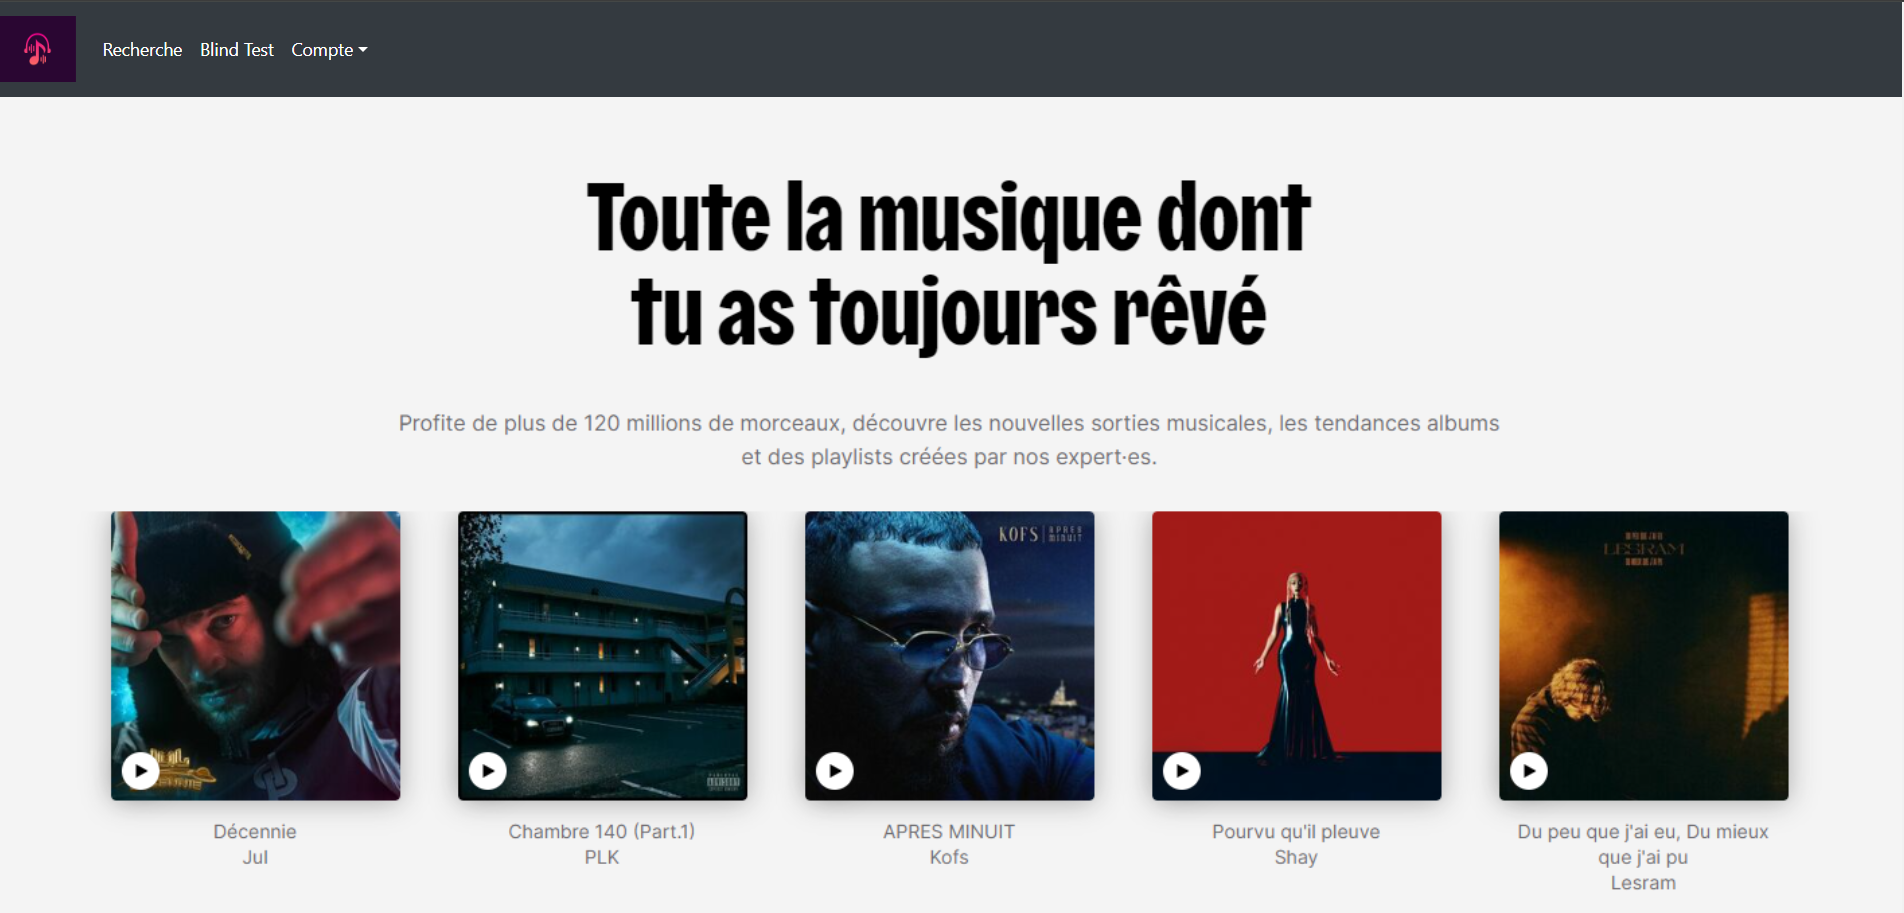 Recherche Blind Test Compte
Toute la musique dont
tu as toujours rêvé
Profite de plus de 120 millions de morceaux, découvre les nouvelles sorties musicales, les tendances albums
et des playlists créées par nos expert·es.
KOFS APRES
MINUIT
LESRAM
Décennie
Jul
Chambre 140 (Part.1)
PLK
APRES MINUIT
Kofs
Pourvu qu'il pleuve
Shay
Du peu que j'ai eu, Du mieux
que j'ai pu
Lesram